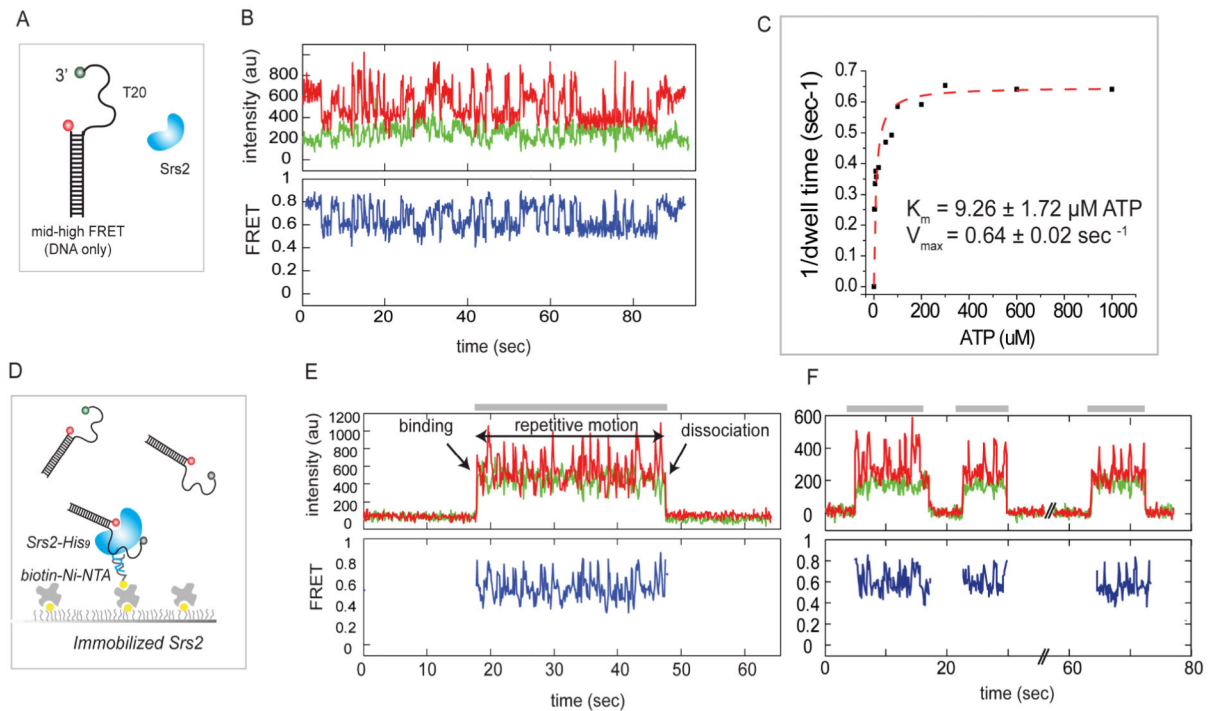 A
3'
T20
Srs2
mid-high FRET
(DNA only)
B
intensity (au)
800
600
400
200
0
FRET
1
0.8
0.6
0.4
0.2
0
0 20 40 60 80
time (sec)
C
1/dwell time (sec-1)
0.7
0.6
0.5
0.4
0.3
0.2
0.1
0.0
Km = 9.26 ± 1.72 µM ATP
Vmax = 0.64 ± 0.02 sec -1
0 200 400 600 800 1000
ATP (uM)
D
Srs2-His9
biotin-Ni-NTA
Immobilized Srs2
E
intensity (au)
1200
1000
800
600
400
200
0
binding
repetitive motion
dissociation
FRET
1
0.8
0.6
0.4
0.2
0
0 10 20 30 40 50 60
time (sec)
F
600
400
200
0
1
0.8
0.6
0.4
0.2
0
0 20 60 80
time (sec)